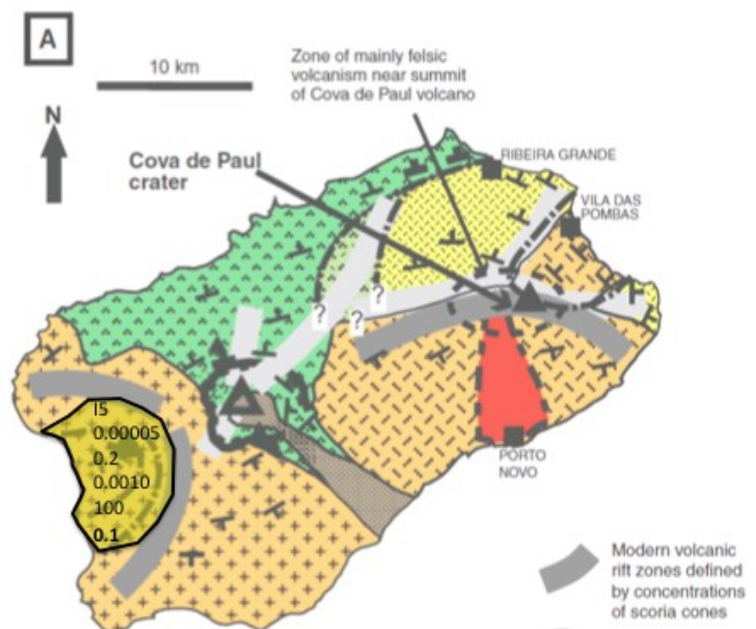 A
10 km
N
Zone of mainly felsic
volcanism near summit
of Cova de Paul volcano
Cova de Paul
crater
RIBEIRA GRANDE
VILA DAS
POMBAS
?
?
?
I5
0.00005
0.2
0.0010
100
0.1
PORTO
NOVO
Modern volcanic
rift zones defined
by concentrations
of scoria cones